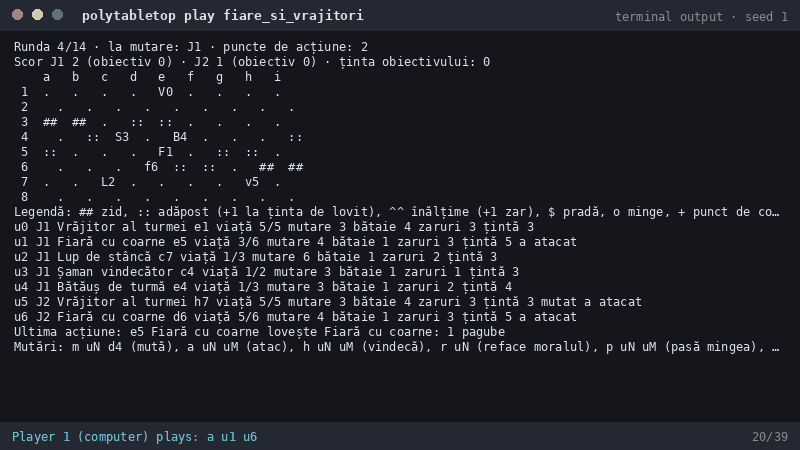 polytabletop play fiare_si_vrajitori
terminal output · seed 1
Runda 4/14 · la mutare: J1 · puncte de acțiune: 2
Scor J1 2 (obiectiv 0) · J2 1 (obiectiv 0) · ținta obiectivului: 0
    a   b   c   d   e   f   g   h   i
 1  .   .   .   .   V0  .   .   .   .
 2    .   .   .   .   .   .   .   .   .
 3  ##  ##  .   ::  ::  .   .   .   .
 4    .   ::  S3  .   B4  .   .   .   ::
 5  ::  .   .   .   F1  .   ::  ::  .
 6    .   .   .   f6  ::  ::  .   ##  ##
 7  .   .   L2  .   .   .   .   v5  .
 8    .   .   .   .   .   .   .   .   .
Legendă: ## zid, :: adăpost (+1 la ținta de lovit), ^^ înălțime (+1 zar), $ pradă, o minge, + punct de co…
u0 J1 Vrăjitor al turmei e1 viață 5/5 mutare 3 bătaie 4 zaruri 3 țintă 3
u1 J1 Fiară cu coarne e5 viață 3/6 mutare 4 bătaie 1 zaruri 3 țintă 5 a atacat
u2 J1 Lup de stâncă c7 viață 1/3 mutare 6 bătaie 1 zaruri 2 țintă 3
u3 J1 Șaman vindecător c4 viață 1/2 mutare 3 bătaie 1 zaruri 1 țintă 3
u4 J1 Bătăuș de turmă e4 viață 1/3 mutare 3 bătaie 1 zaruri 2 țintă 4
u5 J2 Vrăjitor al turmei h7 viață 5/5 mutare 3 bătaie 4 zaruri 3 țintă 3 mutat a atacat
u6 J2 Fiară cu coarne d6 viață 5/6 mutare 4 bătaie 1 zaruri 3 țintă 5 a atacat
Ultima acțiune: e5 Fiară cu coarne lovește Fiară cu coarne: 1 pagube
Mutări: m uN d4 (mută), a uN uM (atac), h uN uM (vindecă), r uN (reface moralul), p uN uM (pasă mingea), …
Player 1 (computer) plays: a u1 u6
20/39